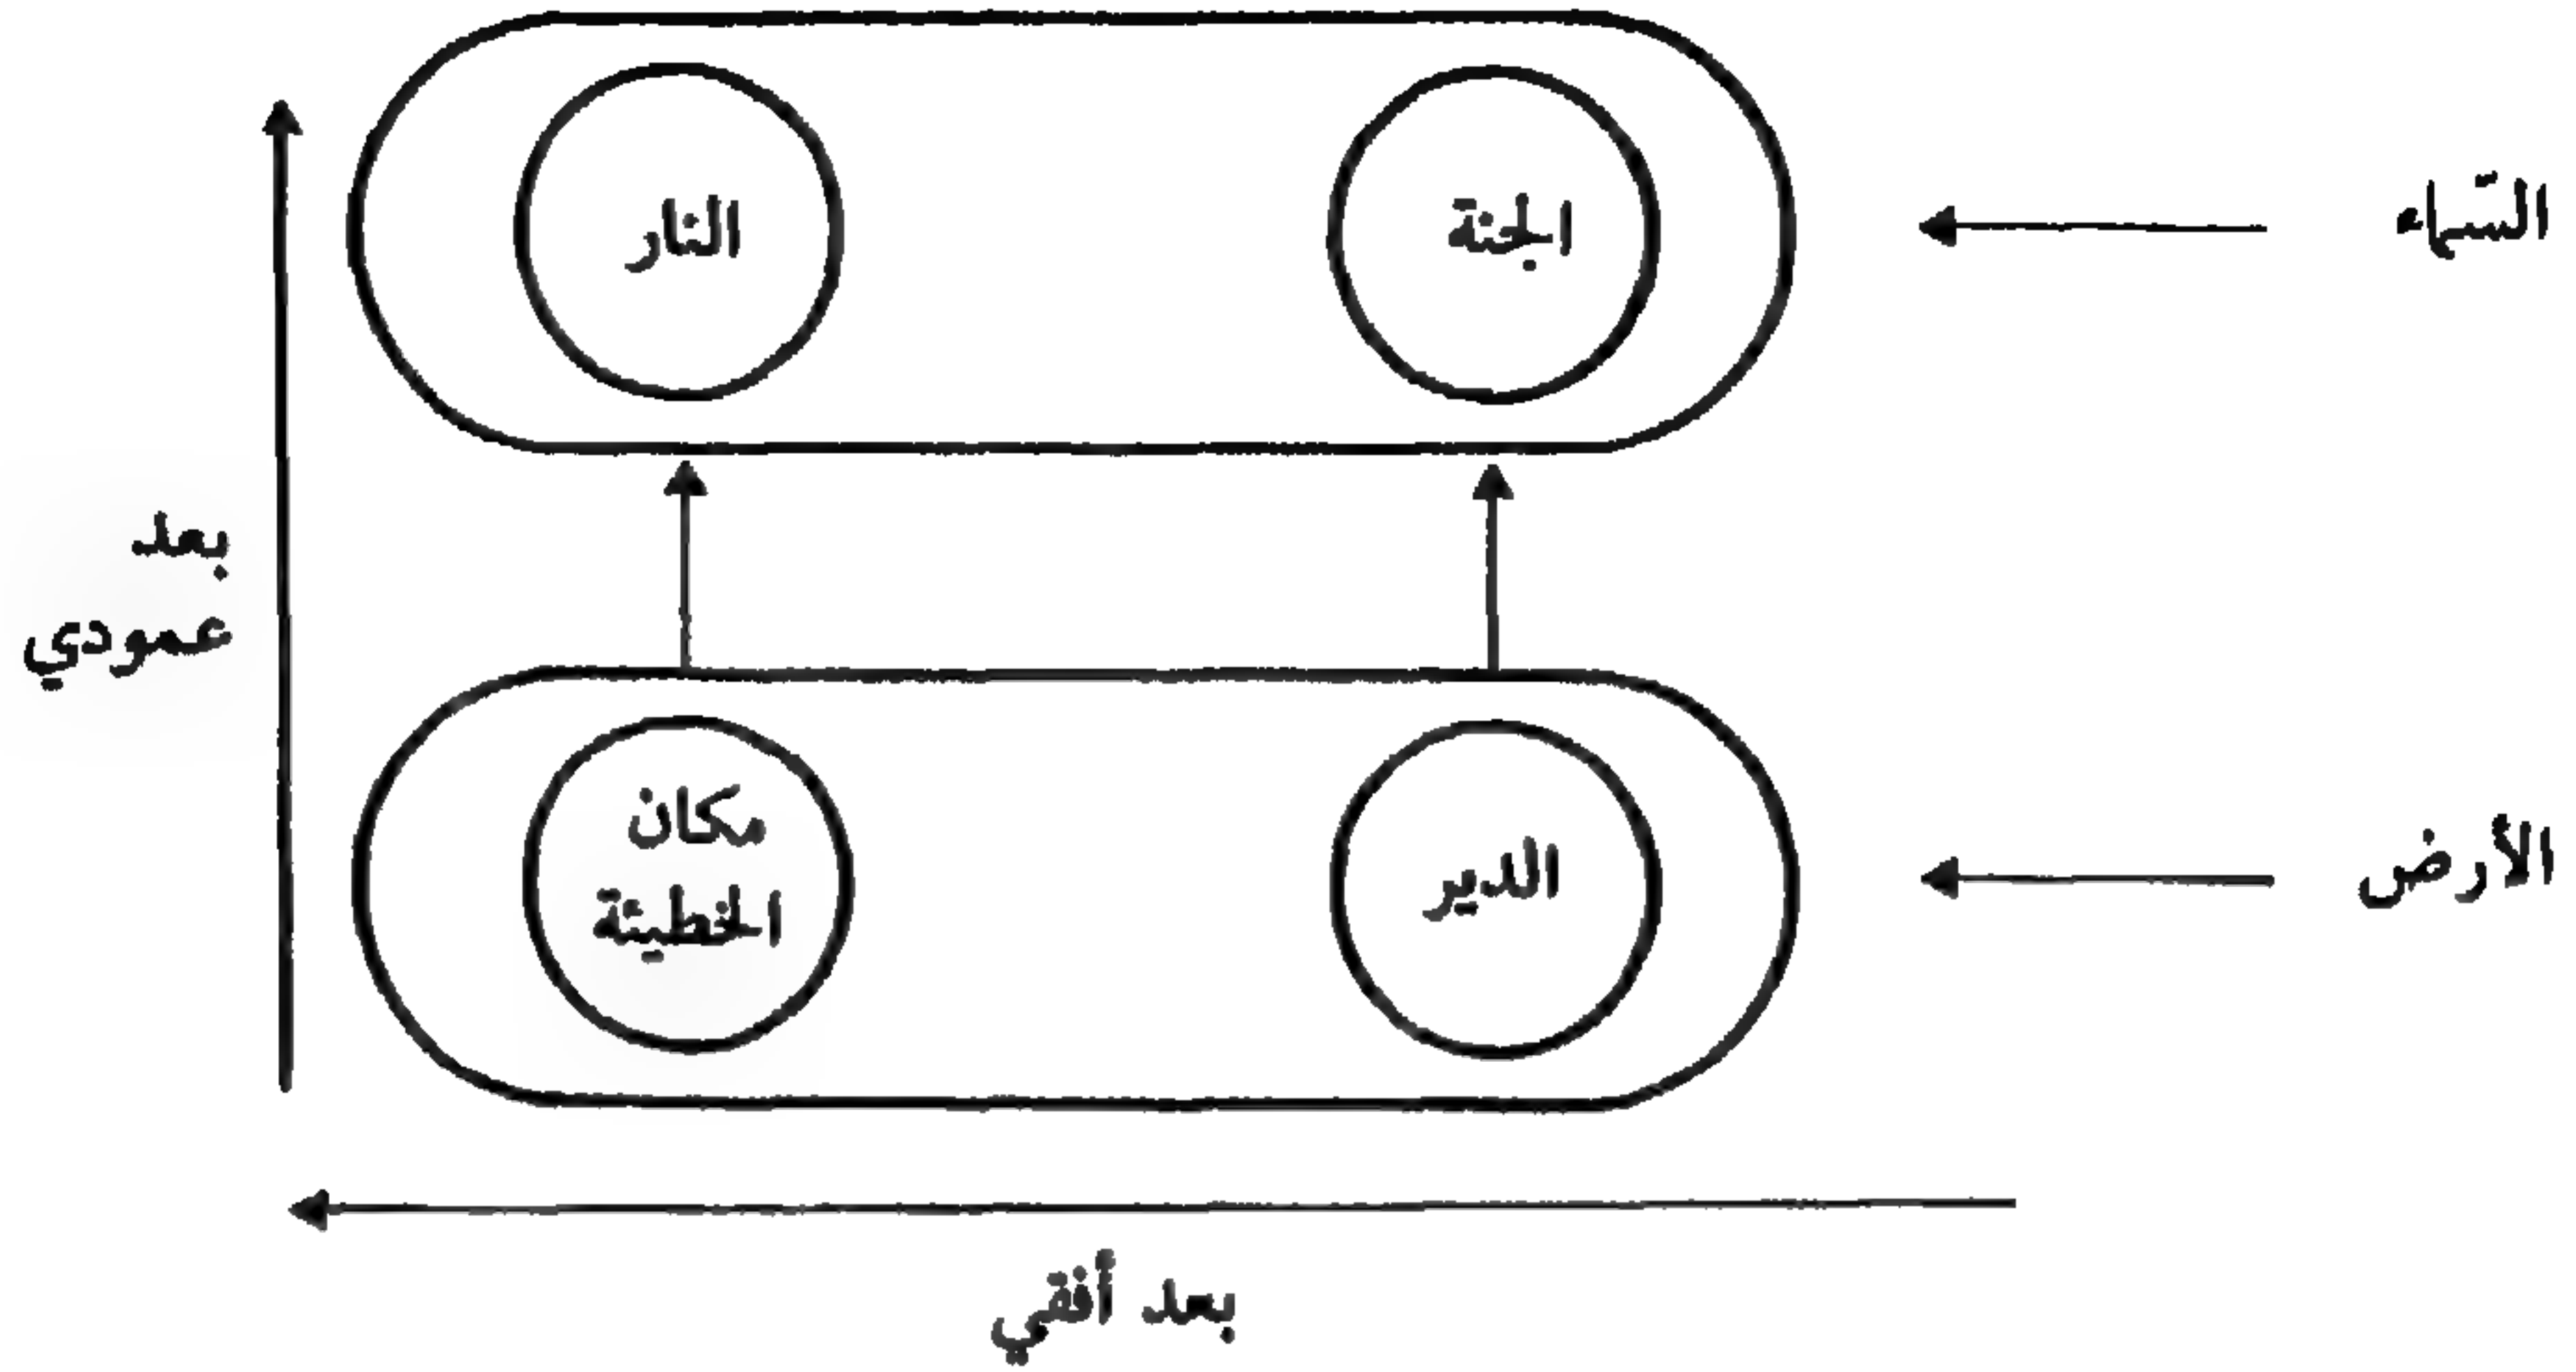 السّماء
الجنة
النار
بعد
عمودي
الأرض
الدير
مكان
الخطيئة
بعد أفقي